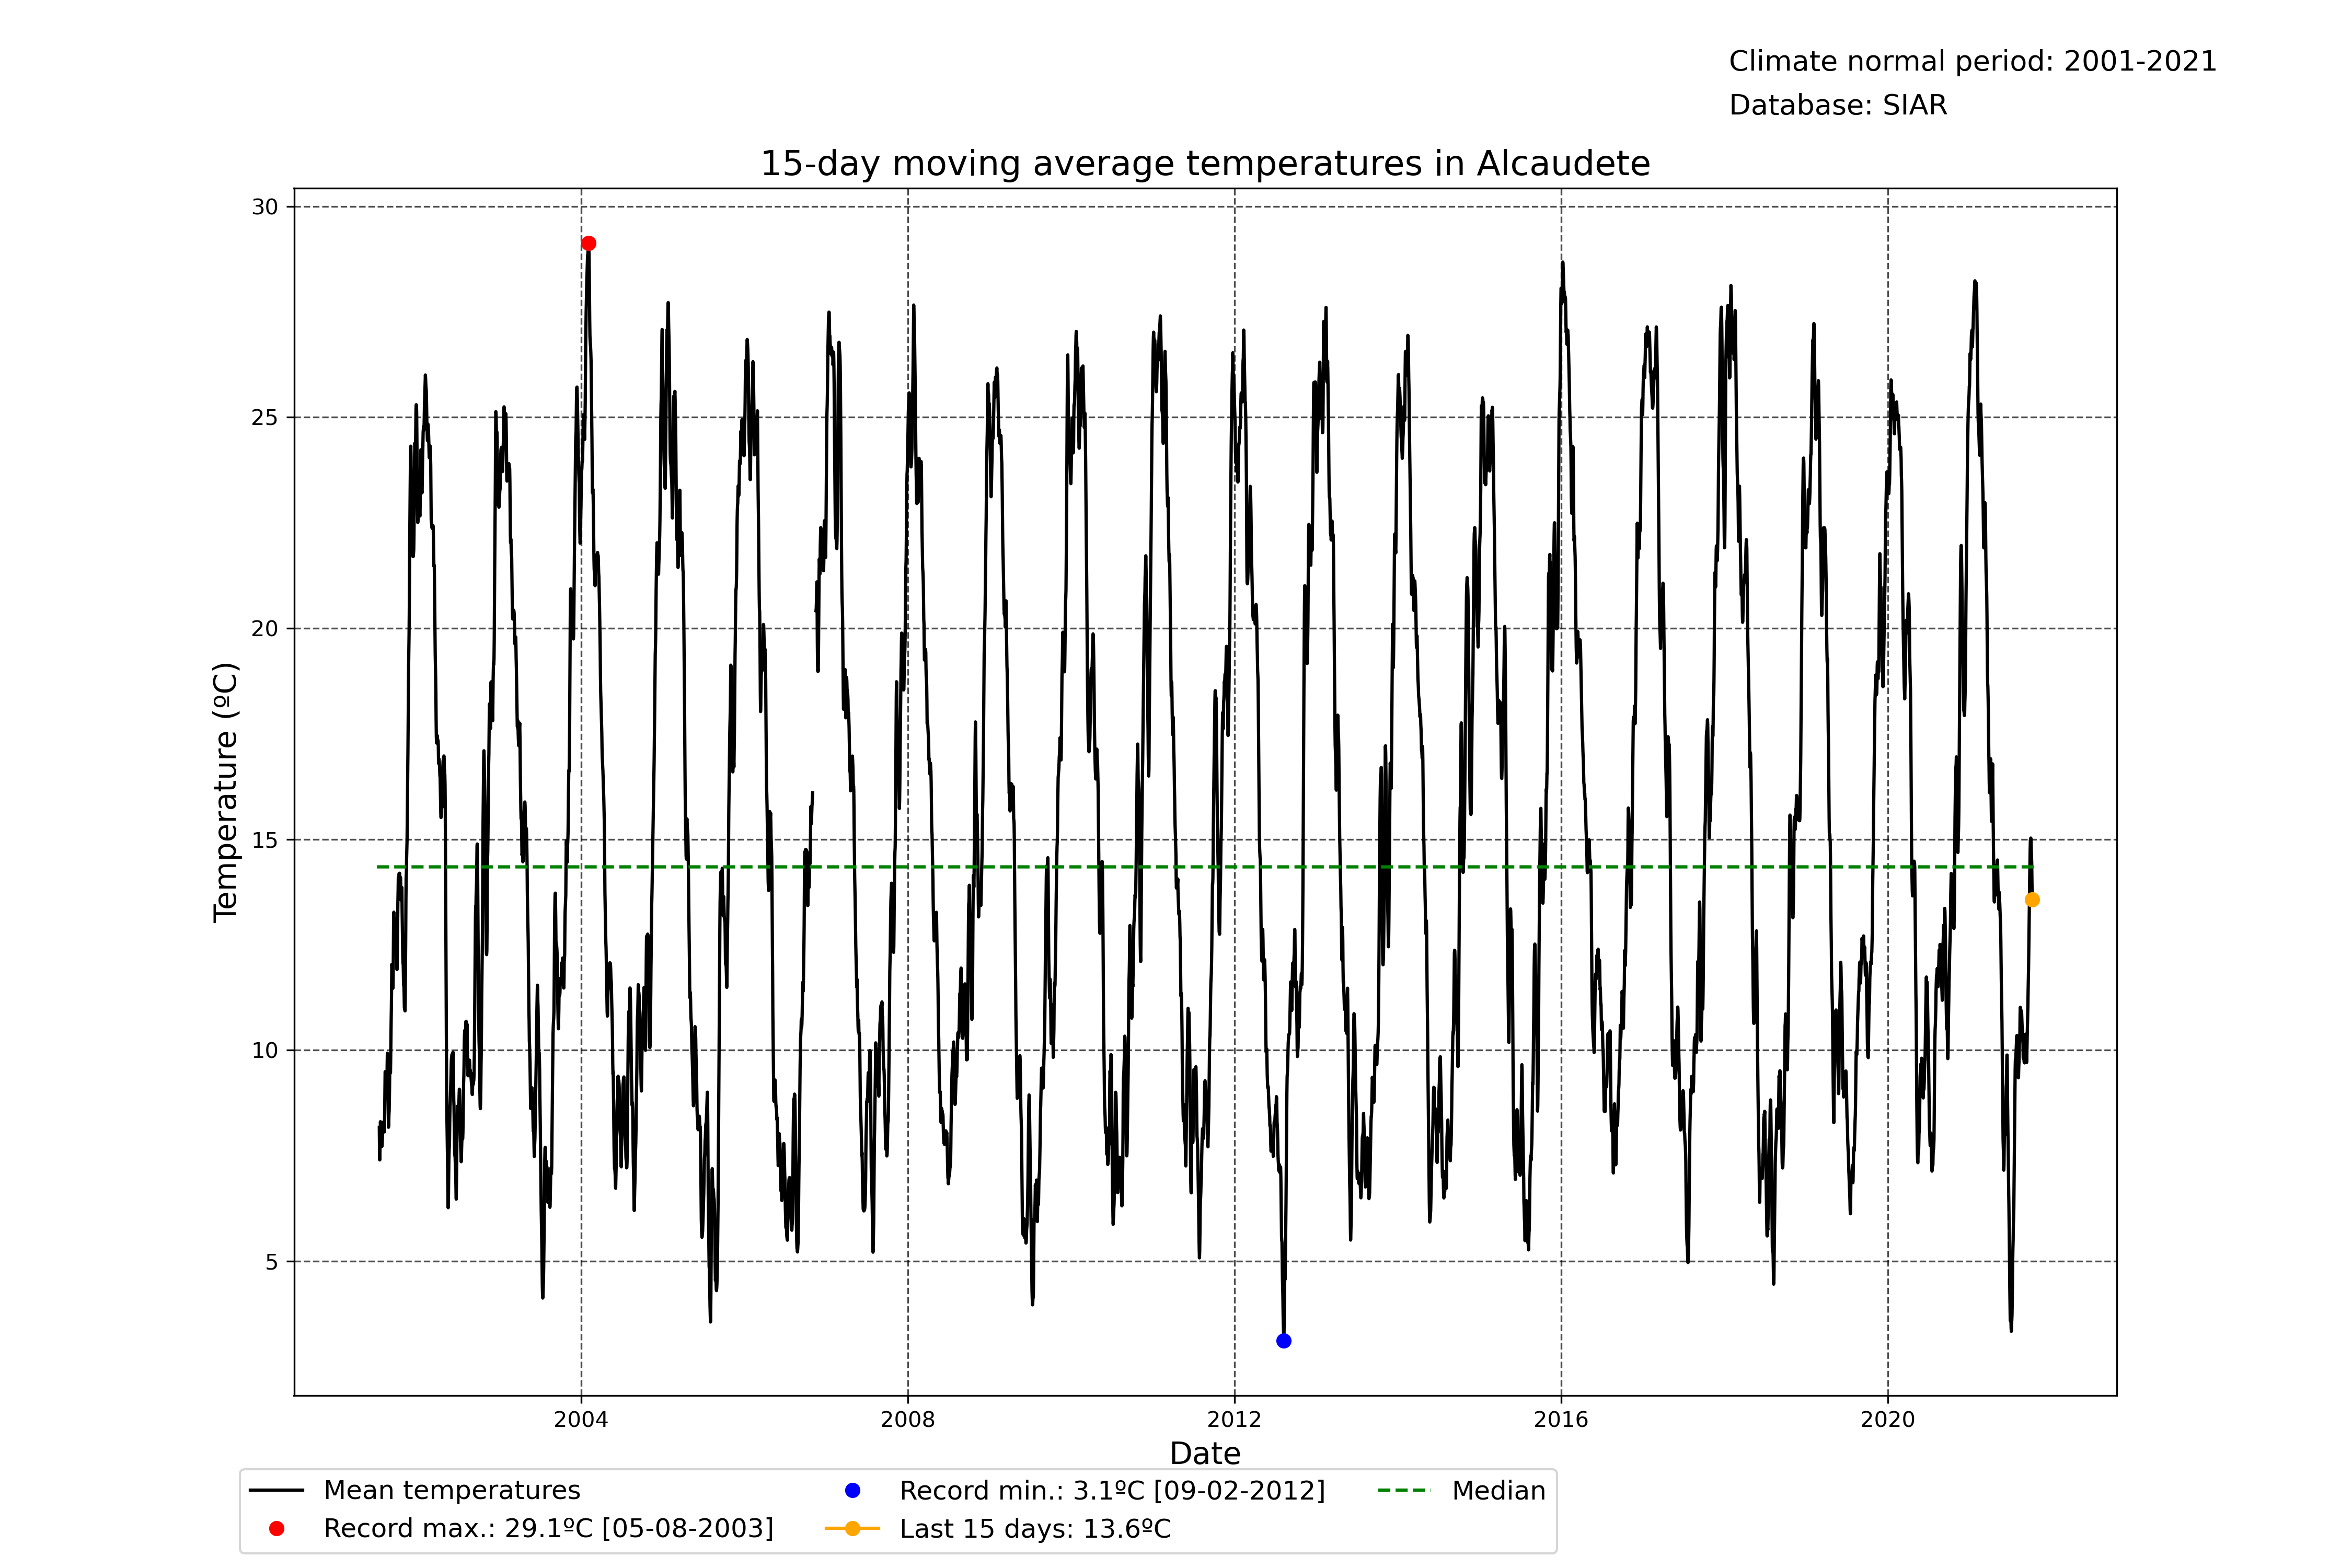 Climate normal period: 2001-2021
Database: SIAR
15-day moving average temperatures in Alcaudete
30
25
20
15
10
5
Temperature (ºC)
2004 2008 2012 2016 2020
Date
Mean temperatures
Record max.: 29.1ºC [05-08-2003]
Record min.: 3.1ºC [09-02-2012]
Last 15 days: 13.6ºC
Median